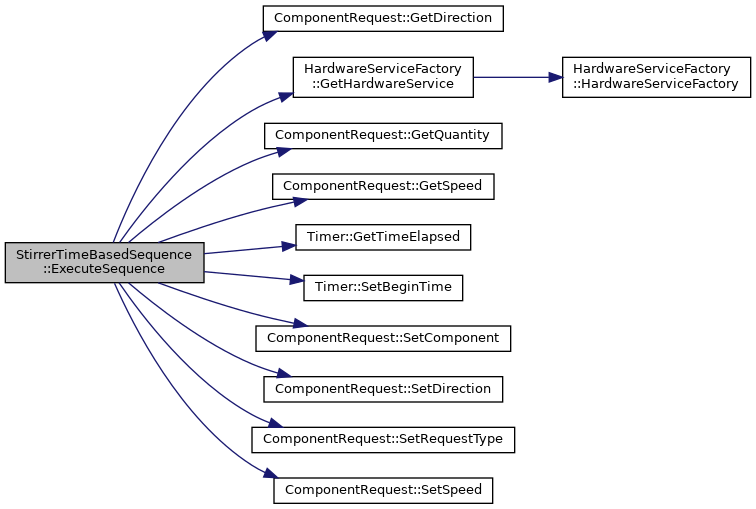 ComponentRequest::GetDirection
HardwareServiceFactory
::GetHardwareService
HardwareServiceFactory
::HardwareServiceFactory
ComponentRequest::GetQuantity
ComponentRequest::GetSpeed
Timer::GetTimeElapsed
StirrerTimeBasedSequence
::ExecuteSequence
Timer::SetBeginTime
ComponentRequest::SetComponent
ComponentRequest::SetDirection
ComponentRequest::SetRequestType
ComponentRequest::SetSpeed